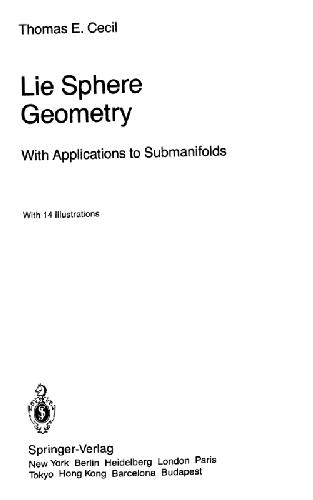 Thomas E. Cecil
Lie Sphere
Geometry
With Applications to Submanifolds
With 14 Illustrations
Springer-Verlag
New York Berlin Heidelberg London Paris
Tokyo Hong Kong Barcelona Budapest